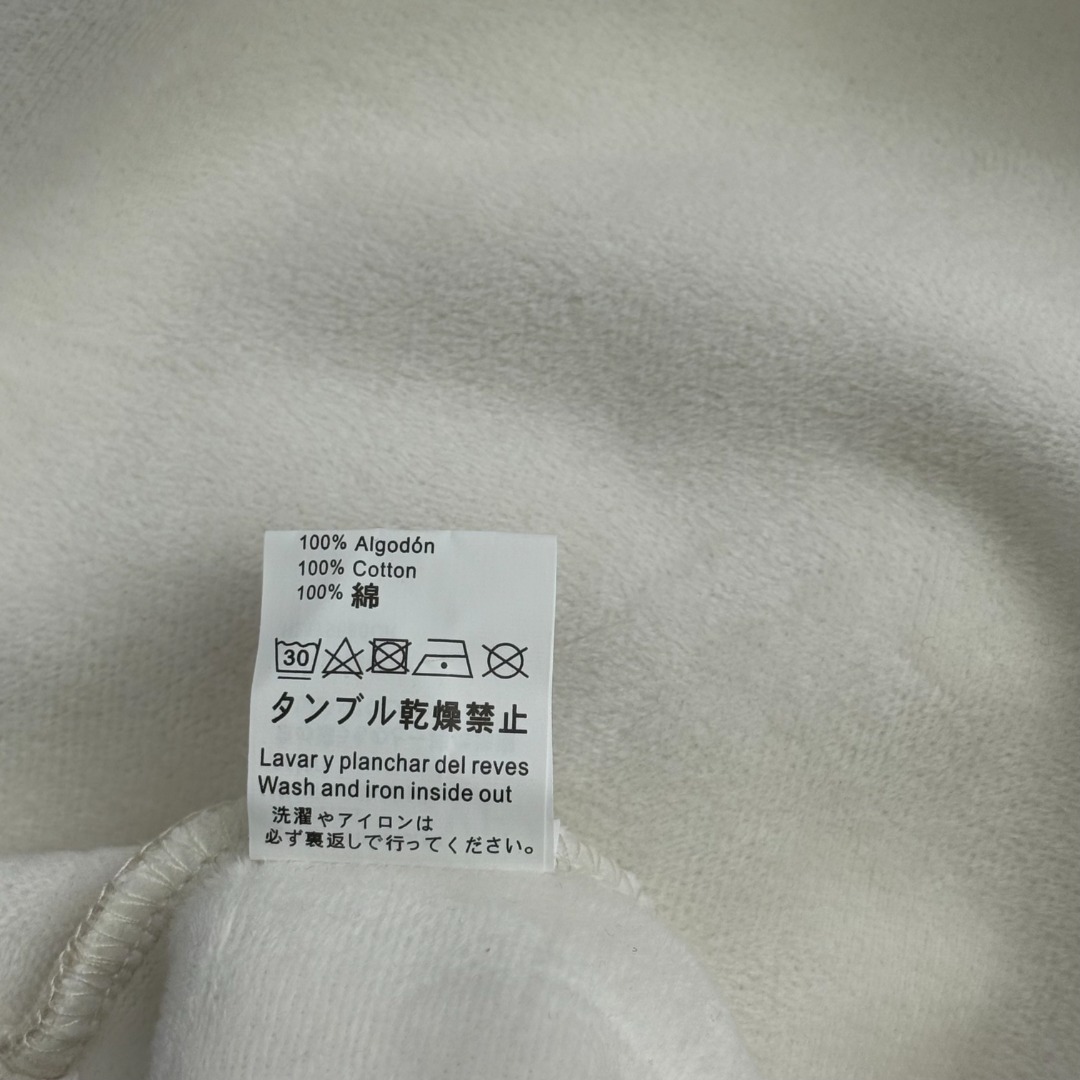 100% Algodón
100% Cotton
100% 綿
30
タンブル乾燥禁止
Lavar y planchar del reves
Wash and iron inside out
洗濯やアイロンは
必ず裏返しで行ってください。